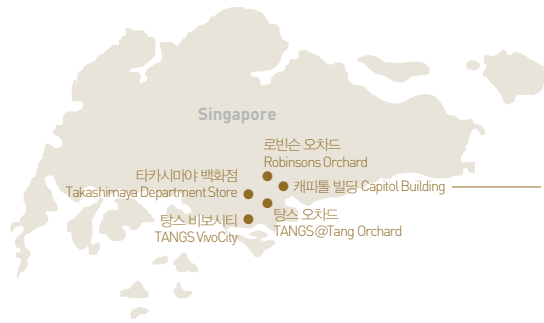 Singapore
로빈슨 오차드
Robinsons Orchard
타카시마야 백화점
Takashimaya Department Store
캐피톨 빌딩 Capitol Building
탕스 비보시티
TANGS VivoCity
탕스 오차드
TANGS@Tang Orchard